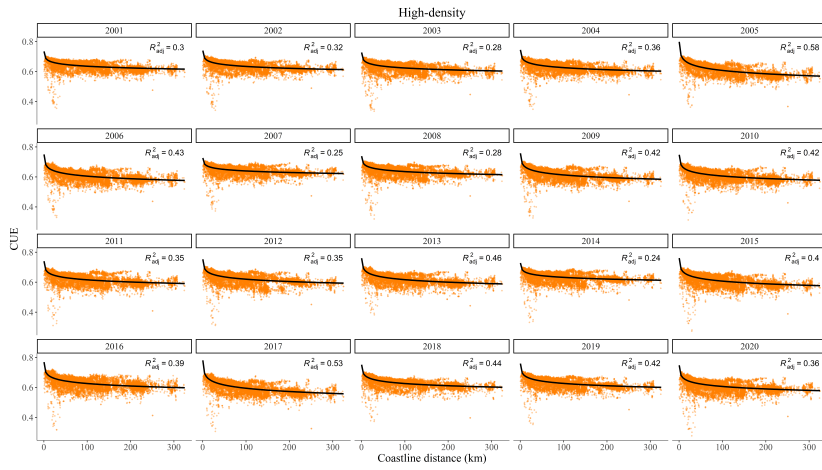 High-density
2001 2002 2003 2004 2005
R²adj = 0.3 R²adj = 0.32 R²adj = 0.28 R²adj = 0.36 R²adj = 0.58
0.8
0.6
0.4
2006 2007 2008 2009 2010
R²adj = 0.43 R²adj = 0.25 R²adj = 0.28 R²adj = 0.42 R²adj = 0.42
0.8
0.6
0.4
CUE
2011 2012 2013 2014 2015
R²adj = 0.35 R²adj = 0.35 R²adj = 0.46 R²adj = 0.24 R²adj = 0.4
0.8
0.6
0.4
2016 2017 2018 2019 2020
R²adj = 0.39 R²adj = 0.53 R²adj = 0.44 R²adj = 0.42 R²adj = 0.36
0.8
0.6
0.4
0 100 200 300 0 100 200 300 0 100 200 300 0 100 200 300 0 100 200 300
Coastline distance (km)